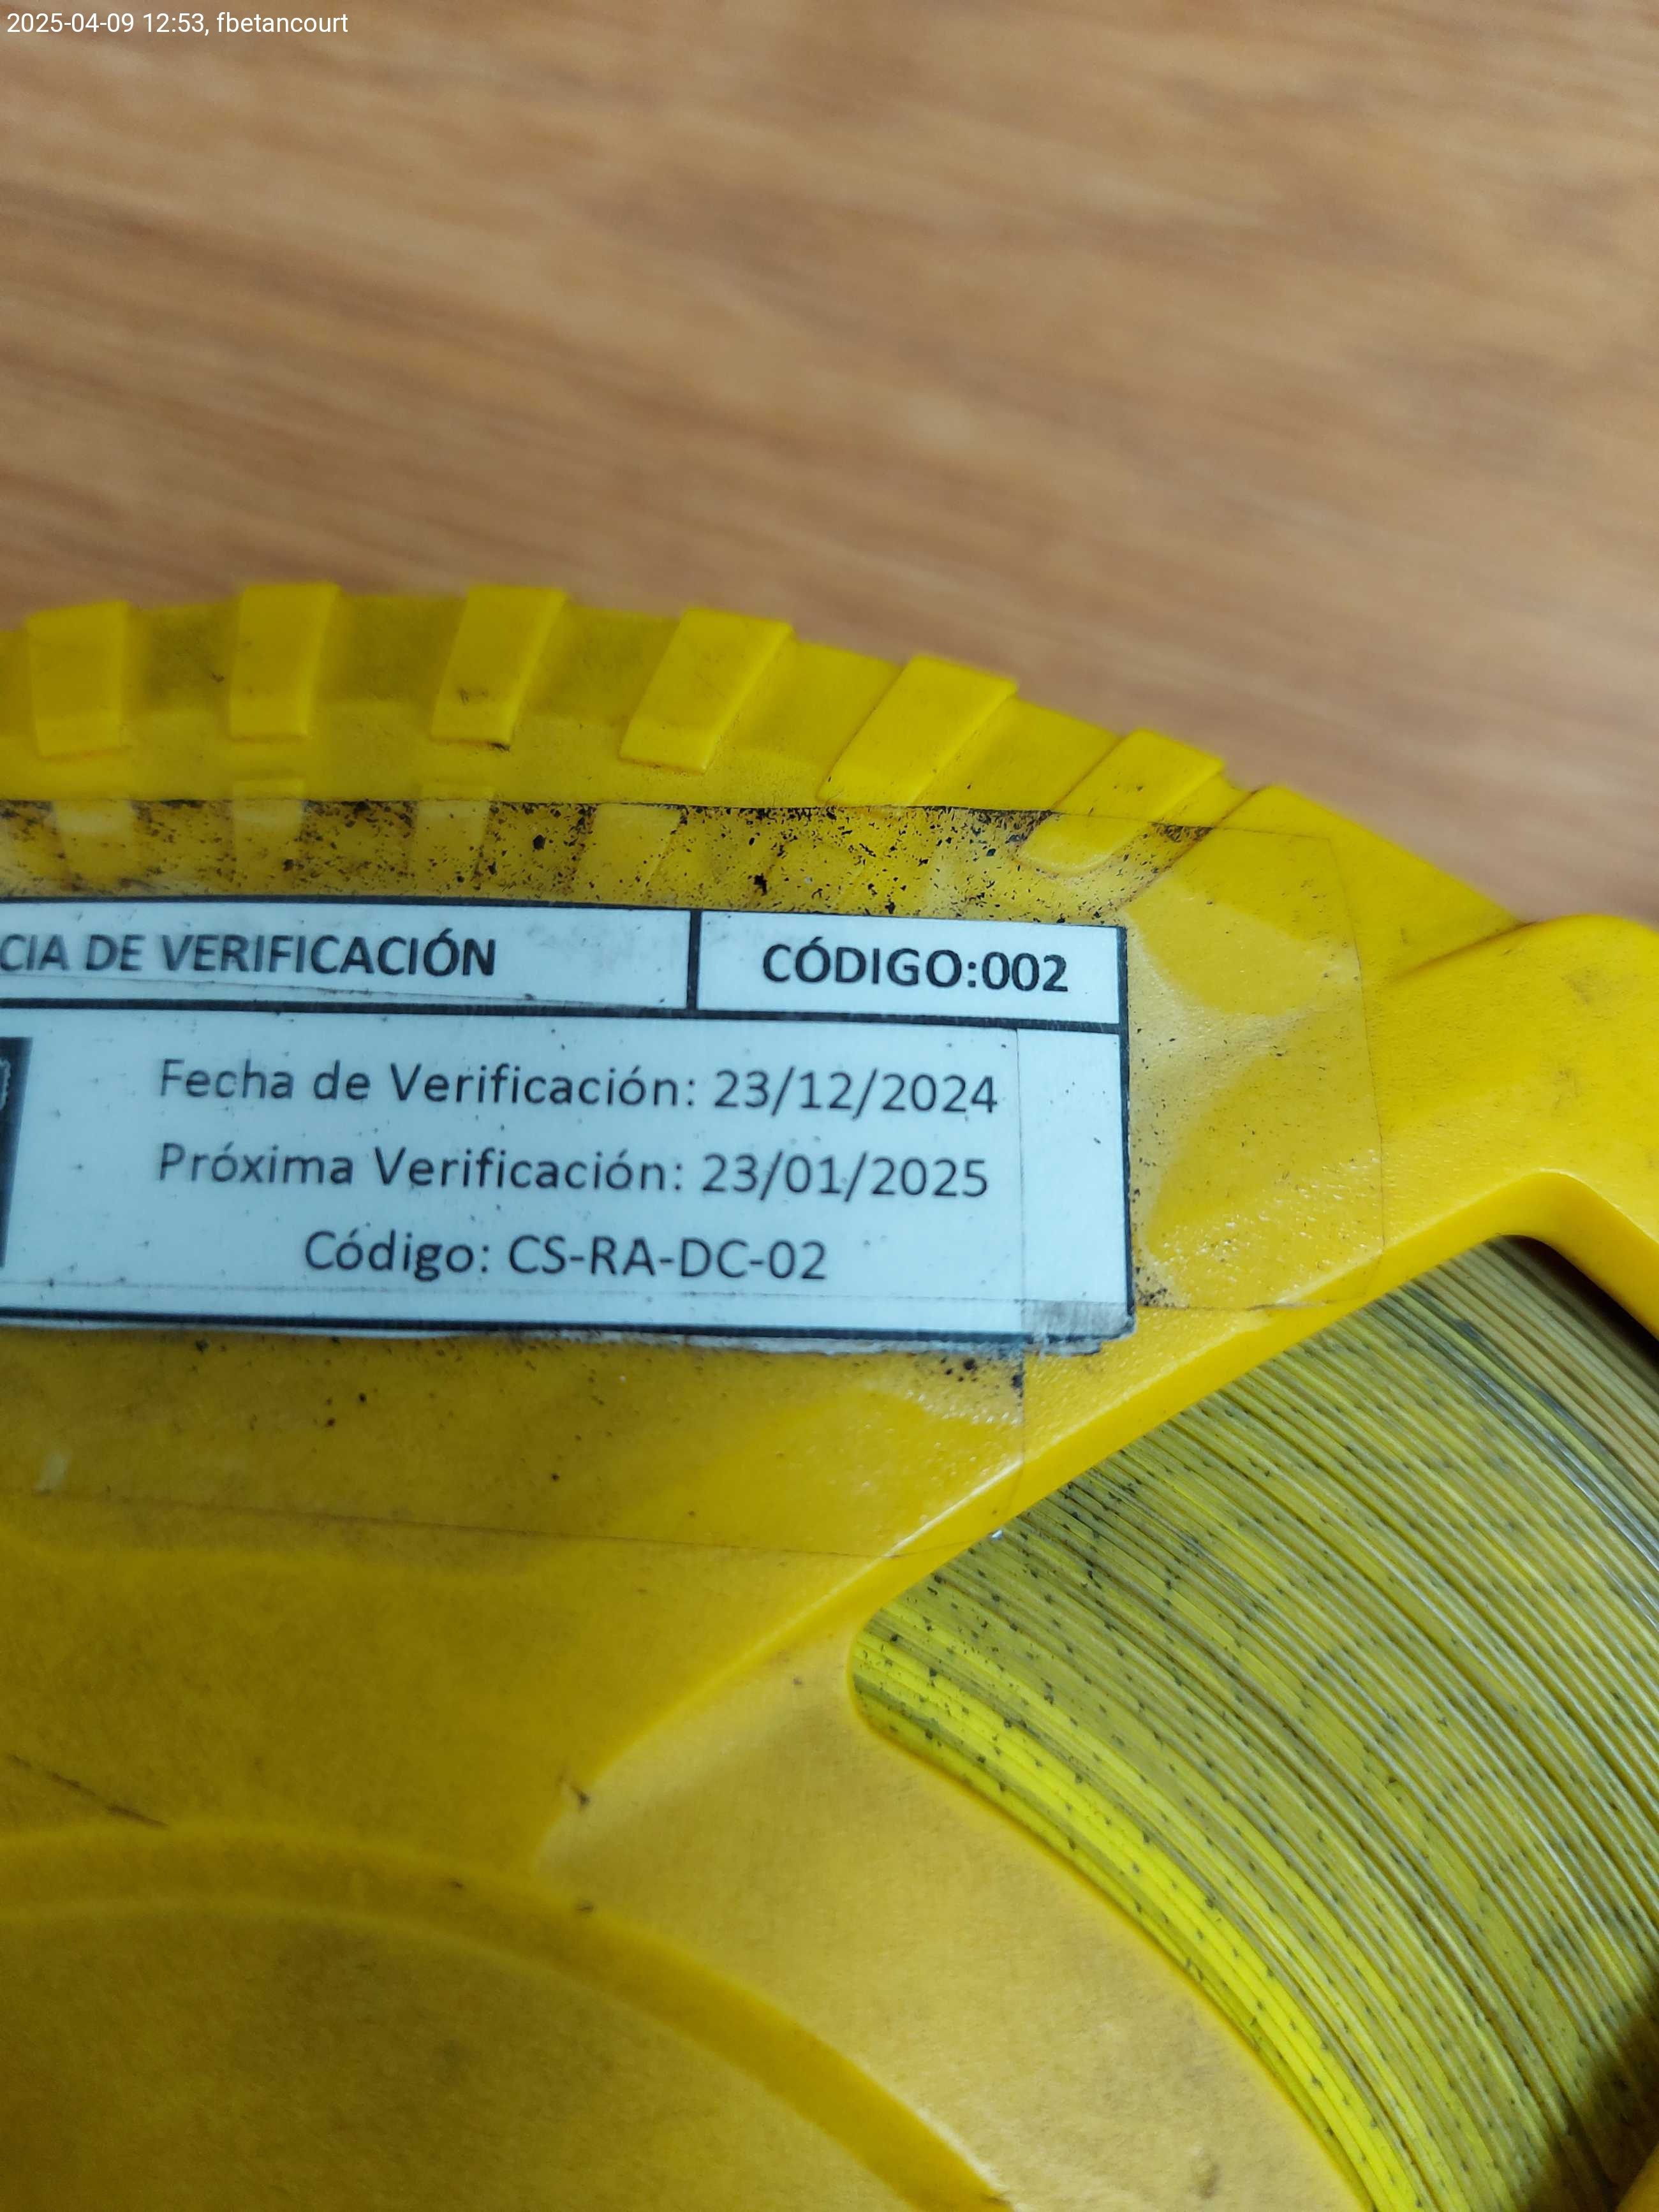 2025-04-09 12:53, fbetancourt
CIA DE VERIFICACIÓN
CÓDIGO:002
Fecha de Verificación: 23/12/2024
Próxima Verificación: 23/01/2025
Código: CS-RA-DC-02